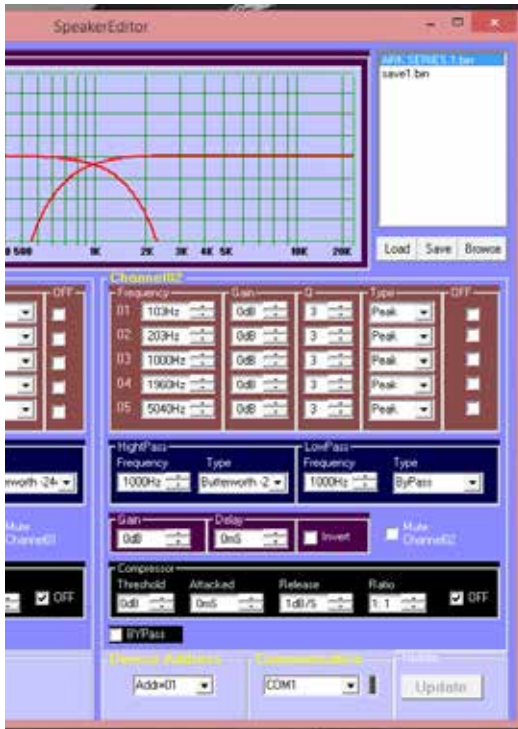 SpeakerEditor
ARK SERIES 1.bin
save1.bin
500 1K 2K 3K 4K 5K 10K 20K
Load Save Browse
OFF
Channel02
Frequency Gain Q Type OFF
01 103Hz 0dB 3 Peak
02 203Hz 0dB 3 Peak
03 1000Hz 0dB 3 Peak
04 1960Hz 0dB 3 Peak
05 5040Hz 0dB 3 Peak
HightPass LowPass
Frequency Type Frequency Type
erworth -24 1000Hz Butterworth -2 1000Hz ByPass
Mute
Channel01
Gain Delay
0dB 0mS Invert
Mute
Channel02
Compressor
Threshold Attacked Release Ratio
OFF
0dB 0mS 1dB/S 1: 1 OFF
BYPass
Device Address Communication
Addr=01 COM1 Update